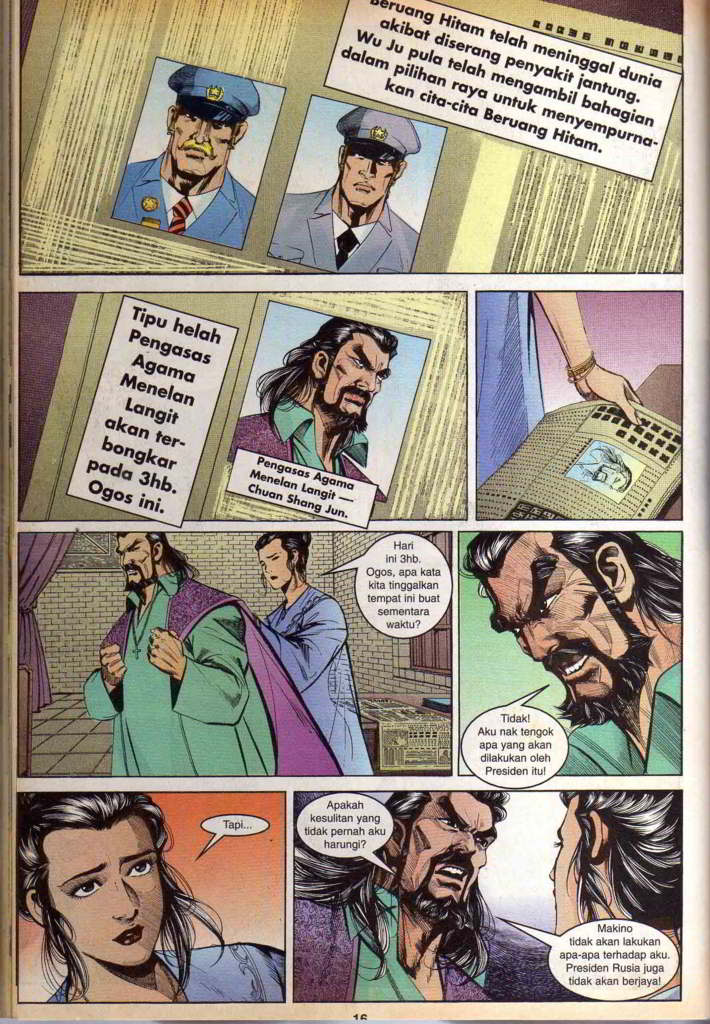 Beruang Hitam telah meninggal dunia
akibat diserang penyakit jantung.
Wu Ju pula telah mengambil bahagian
dalam pilihan raya untuk menyempurna-
kan cita-cita Beruang Hitam.
Tipu helah
Pengasas
Agama
Menelan
Langit
akan ter-
bongkar
pada 3hb.
Ogos ini.
Pengasas Agama
Menelan Langit —
Chuan Shang Jun.
Hari
ini 3hb.
Ogos, apa kata
kita tinggalkan
tempat ini buat
sementara
waktu?
Tidak!
Aku nak tengok
apa yang akan
dilakukan oleh
Presiden itu!
Tapi...
Apakah
kesulitan yang
tidak pernah aku
harungi?
Makino
tidak akan lakukan
apa-apa terhadap aku.
Presiden Rusia juga
tidak akan berjaya!
16